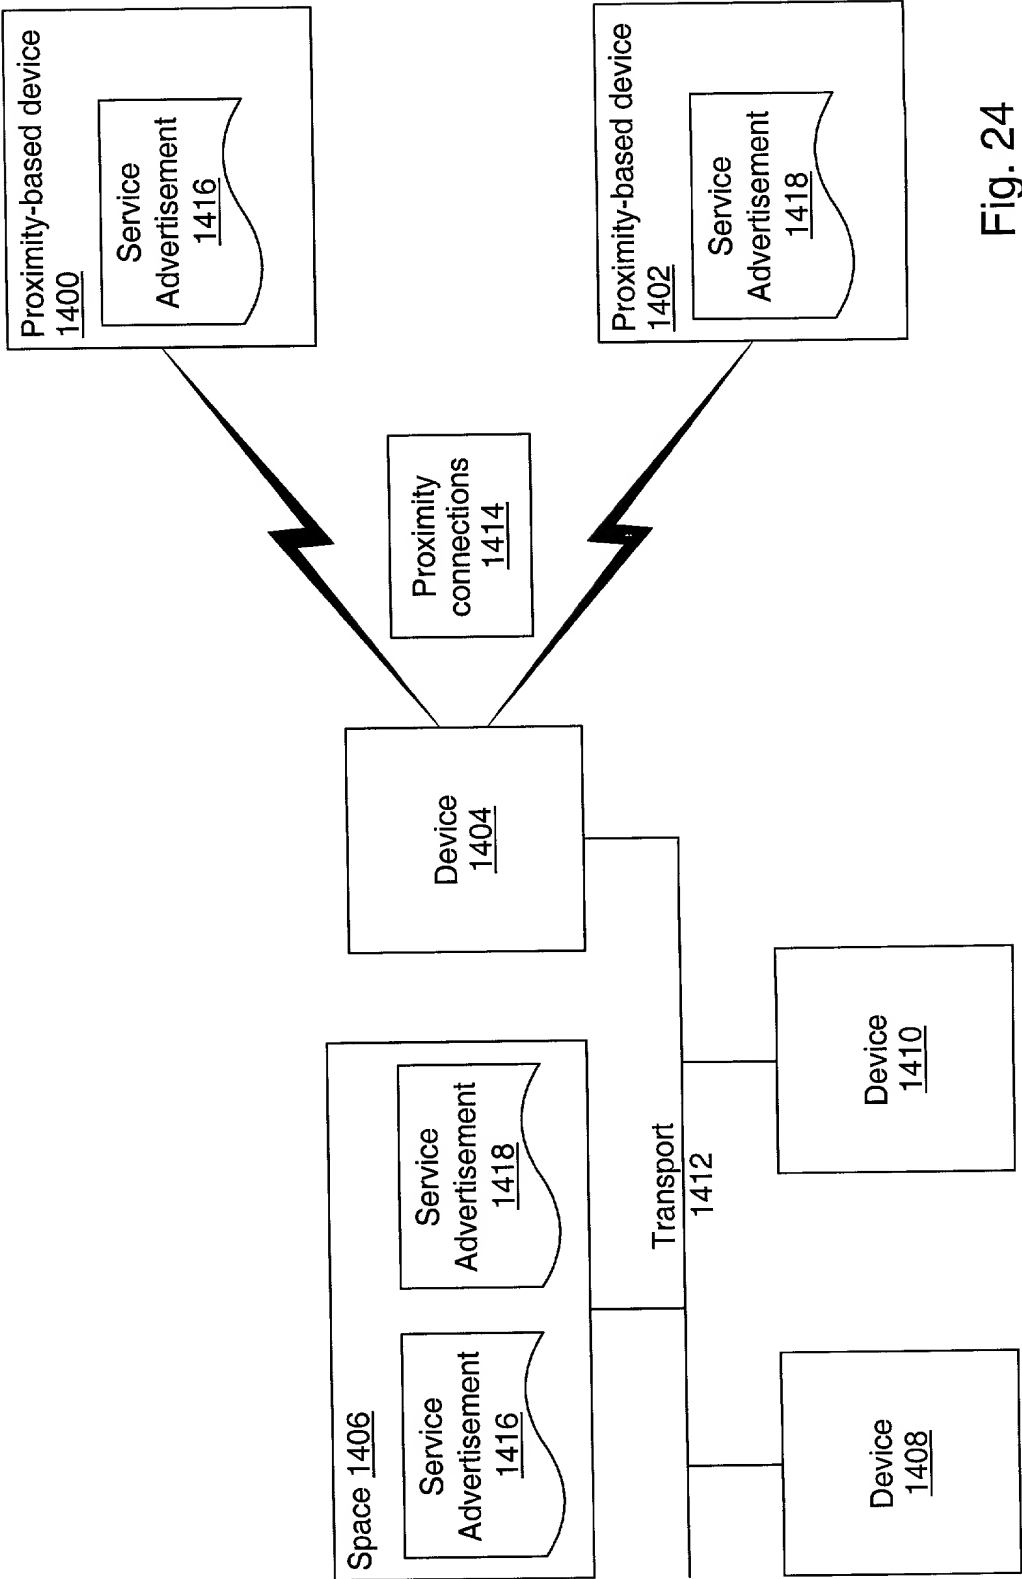 Space 1406
Service
Advertisement
1416
Service
Advertisement
1418
Device
1404
Proximity
connections
1414
Proximity-based device
1400
Service
Advertisement
1416
Proximity-based device
1402
Service
Advertisement
1418
Transport
1412
Device
1408
Device
1410
Fig. 24